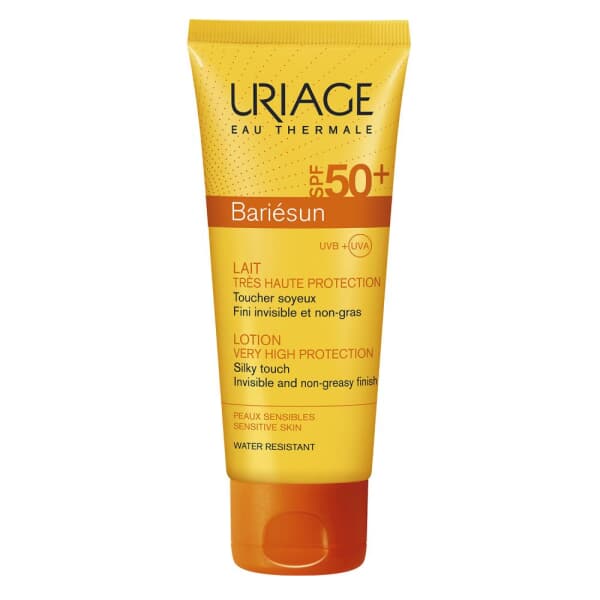 URIAGE
EAU THERMALE
SPF 50+
Bariésun
UVB + UVA
LAIT
TRÈS HAUTE PROTECTION
Toucher soyeux
Fini invisible et non-gras
LOTION
VERY HIGH PROTECTION
Silky touch
Invisible and non-greasy finish
PEAUX SENSIBLES
SENSITIVE SKIN
WATER RESISTANT